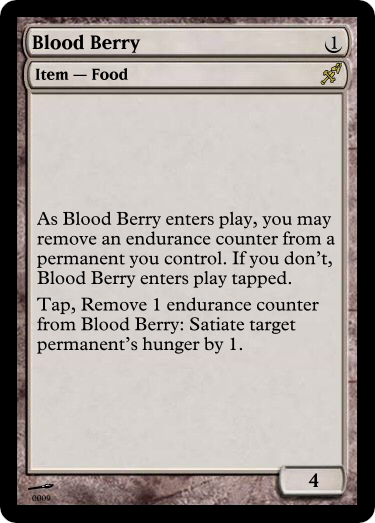 Blood Berry 1
Item — Food
As Blood Berry enters play, you may
remove an endurance counter from a
permanent you control. If you don't,
Blood Berry enters play tapped.
Tap, Remove 1 endurance counter
from Blood Berry: Satiate target
permanent's hunger by 1.
4
0009